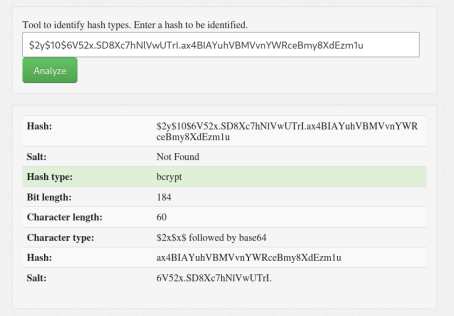 Tool to identify hash types. Enter a hash to be identified.
$2y$10$6V52x.SD8Xc7hNlVwUTrI.ax4BIAYuhVBMVvnYWRceBmy8XdEzm1u
Analyze
Hash: $2y$10$6V52x.SD8Xc7hNlVwUTrI.ax4BIAYuhVBMVvnYWR
ceBmy8XdEzm1u
Salt: Not Found
Hash type: bcrypt
Bit length: 184
Character length: 60
Character type: $2x$x$ followed by base64
Hash: ax4BIAYuhVBMVvnYWRceBmy8XdEzm1u
Salt: 6V52x.SD8Xc7hNlVwUTrI.